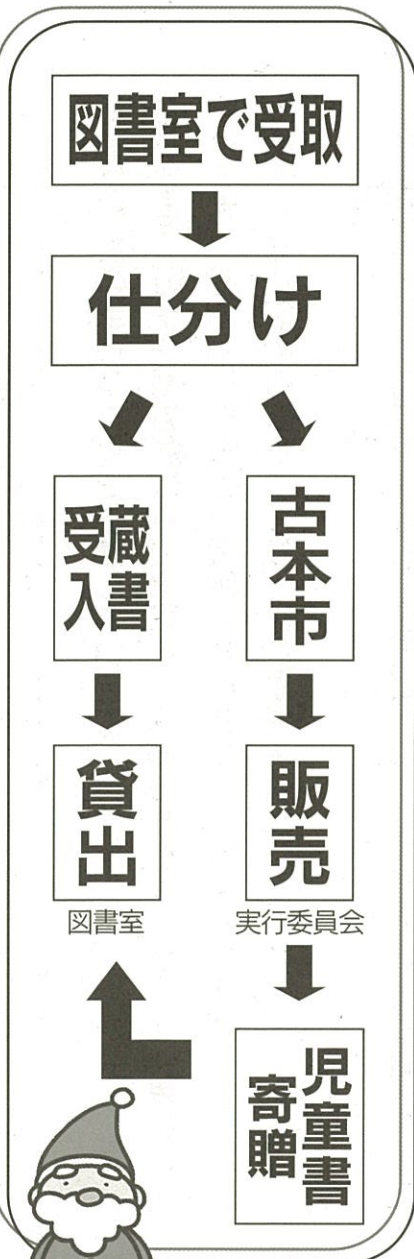 図書室で受取
仕分け
蔵書
受入
貸出
図書室
古本市
販売
実行委員会
児童書
寄贈